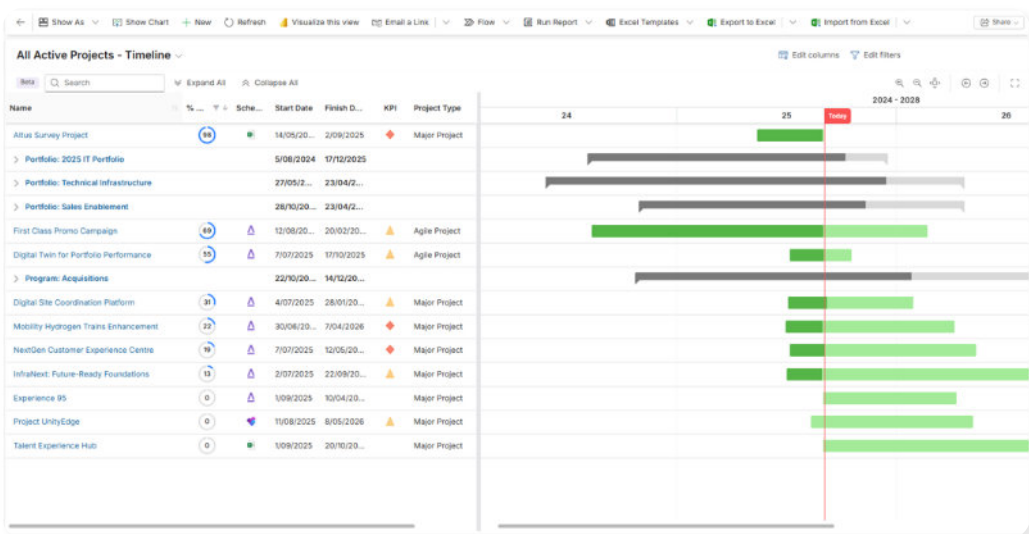 Show As Show Chart New Refresh Visualize this view Email a Link Flow Run Report Excel Templates Export to Excel Import from Excel Share
All Active Projects - Timeline Edit columns Edit filters
Beta Search Expand All Collapse All
Name % ... Sche... Start Date Finish D... KPI Project Type
2024 - 2028
24 25 Today 26
Altus Survey Project 98 14/05/20... 2/09/2025 Major Project
Portfolio: 2025 IT Portfolio 5/08/2024 17/12/2025
Portfolio: Technical Infrastructure 27/05/2... 23/04/2...
Portfolio: Sales Enablement 28/10/20... 23/04/2...
First Class Promo Campaign 69 12/08/20... 20/02/20... Agile Project
Digital Twin for Portfolio Performance 55 7/07/2025 17/10/2025 Agile Project
Program: Acquisitions 22/10/20... 14/12/20...
Digital Site Coordination Platform 31 4/07/2025 28/01/20... Major Project
Mobility Hydrogen Trains Enhancement 22 30/06/20... 7/04/2026 Major Project
NextGen Customer Experience Centre 19 7/07/2025 12/05/20... Major Project
InfraNext: Future-Ready Foundations 13 2/07/2025 22/09/20... Major Project
Experience 95 0 1/09/2025 10/04/20... Major Project
Project UnityEdge 0 11/08/2025 8/05/2026 Major Project
Talent Experience Hub 0 1/09/2025 20/10/20... Major Project